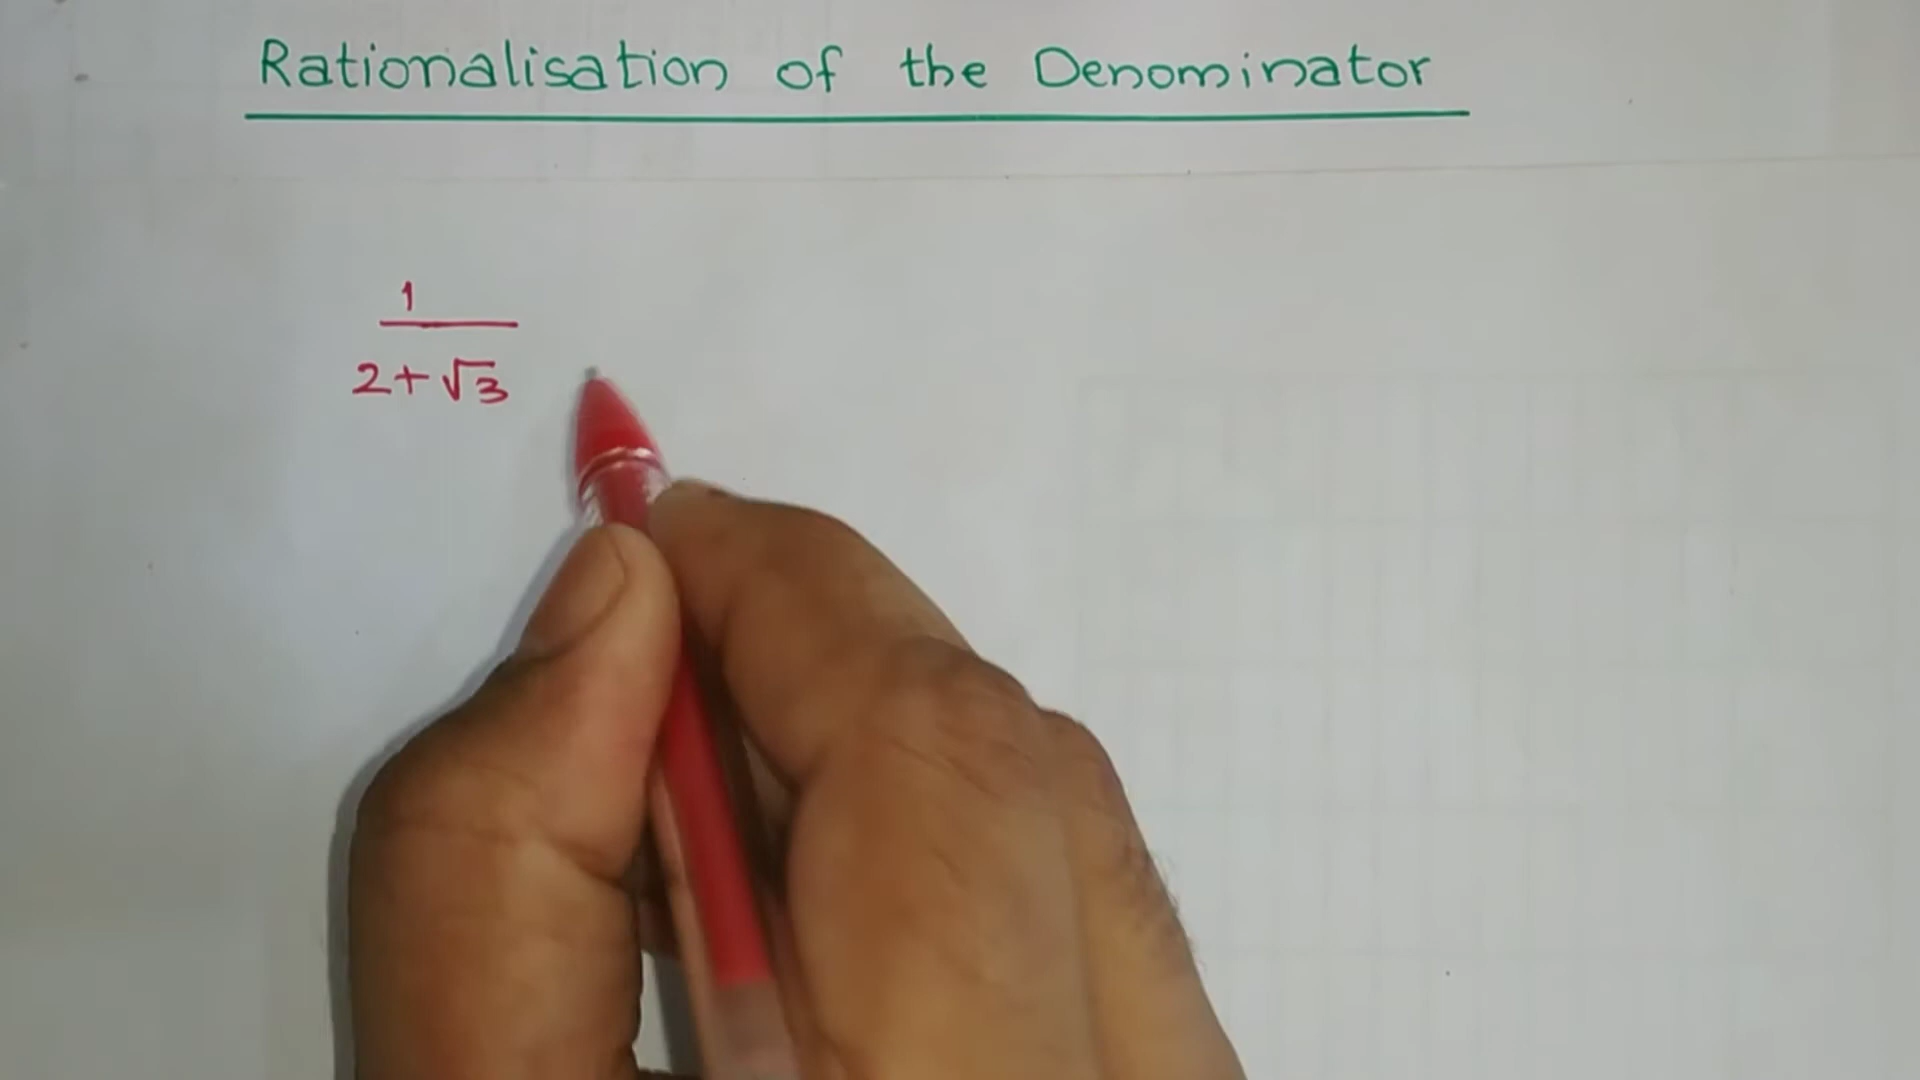 Rationalisation of the Denominator
1
2+√3